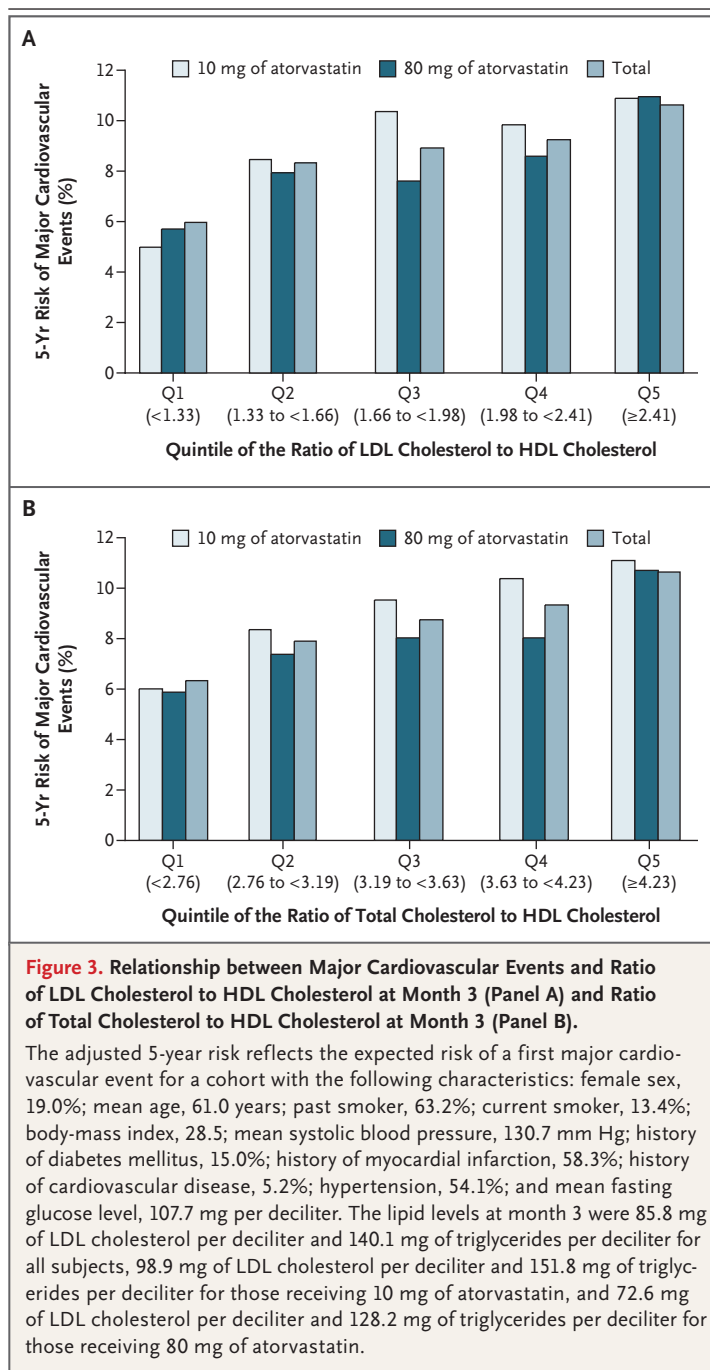 A
10 mg of atorvastatin 80 mg of atorvastatin Total
5-Yr Risk of Major Cardiovascular
Events (%)
12
10
8
6
4
2
0
Q1 Q2 Q3 Q4 Q5
(<1.33) (1.33 to <1.66) (1.66 to <1.98) (1.98 to <2.41) (≥2.41)
Quintile of the Ratio of LDL Cholesterol to HDL Cholesterol
B
10 mg of atorvastatin 80 mg of atorvastatin Total
5-Yr Risk of Major Cardiovascular
Events (%)
12
10
8
6
4
2
0
Q1 Q2 Q3 Q4 Q5
(<2.76) (2.76 to <3.19) (3.19 to <3.63) (3.63 to <4.23) (≥4.23)
Quintile of the Ratio of Total Cholesterol to HDL Cholesterol
Figure 3. Relationship between Major Cardiovascular Events and Ratio
of LDL Cholesterol to HDL Cholesterol at Month 3 (Panel A) and Ratio
of Total Cholesterol to HDL Cholesterol at Month 3 (Panel B).
The adjusted 5-year risk reflects the expected risk of a first major cardio-
vascular event for a cohort with the following characteristics: female sex,
19.0%; mean age, 61.0 years; past smoker, 63.2%; current smoker, 13.4%;
body-mass index, 28.5; mean systolic blood pressure, 130.7 mm Hg; history
of diabetes mellitus, 15.0%; history of myocardial infarction, 58.3%; history
of cardiovascular disease, 5.2%; hypertension, 54.1%; and mean fasting
glucose level, 107.7 mg per deciliter. The lipid levels at month 3 were 85.8 mg
of LDL cholesterol per deciliter and 140.1 mg of triglycerides per deciliter for
all subjects, 98.9 mg of LDL cholesterol per deciliter and 151.8 mg of triglyc-
erides per deciliter for those receiving 10 mg of atorvastatin, and 72.6 mg
of LDL cholesterol per deciliter and 128.2 mg of triglycerides per deciliter for
those receiving 80 mg of atorvastatin.